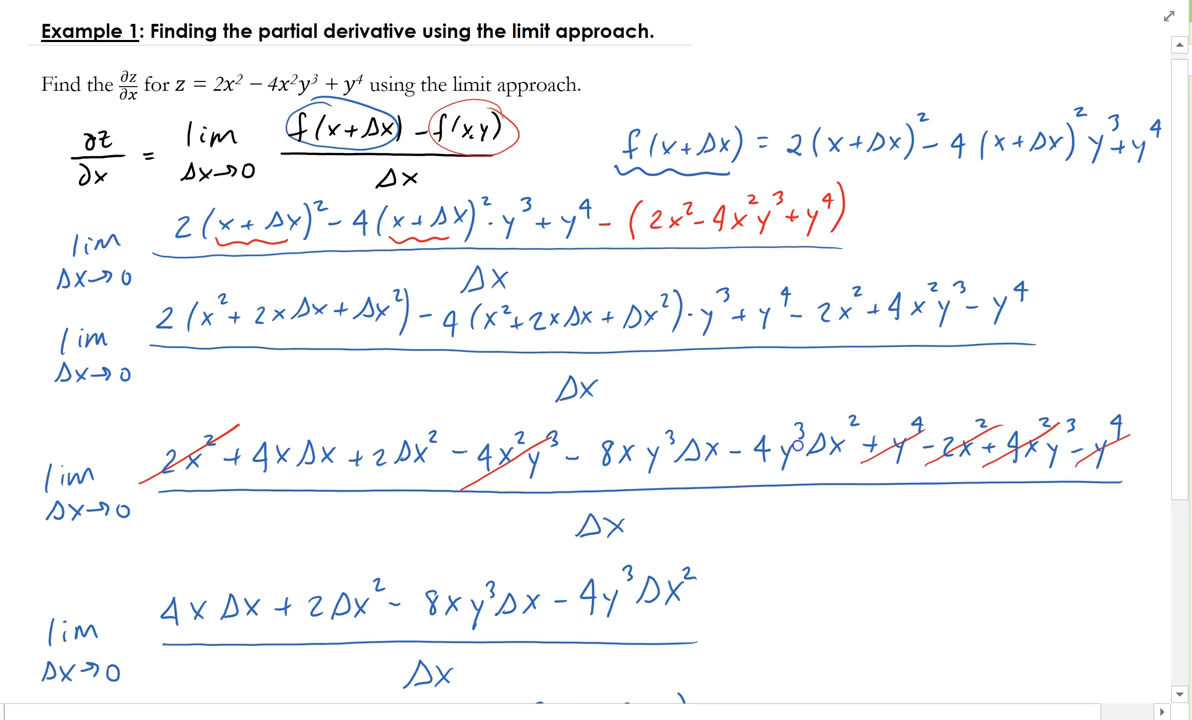 Example 1: Finding the partial derivative using the limit approach.
Find the ∂z/∂x for z = 2x² − 4x²y³ + y⁴ using the limit approach.
∂z/∂x = lim Δx→0 (f(x+Δx) − f(x,y)) / Δx
f(x+Δx) = 2(x+Δx)² − 4(x+Δx)²y³ + y⁴
lim Δx→0 (2(x+Δx)² − 4(x+Δx)²·y³ + y⁴ − (2x² − 4x²y³ + y⁴)) / Δx
lim Δx→0 (2(x² + 2xΔx + Δx²) − 4(x² + 2xΔx + Δx²)·y³ + y⁴ − 2x² + 4x²y³ − y⁴) / Δx
lim Δx→0 (2x² + 4xΔx + 2Δx² − 4x²y³ − 8xy³Δx − 4y³Δx² + y⁴ − 2x² + 4x²y³ − y⁴) / Δx
lim Δx→0 (4xΔx + 2Δx² − 8xy³Δx − 4y³Δx²) / Δx